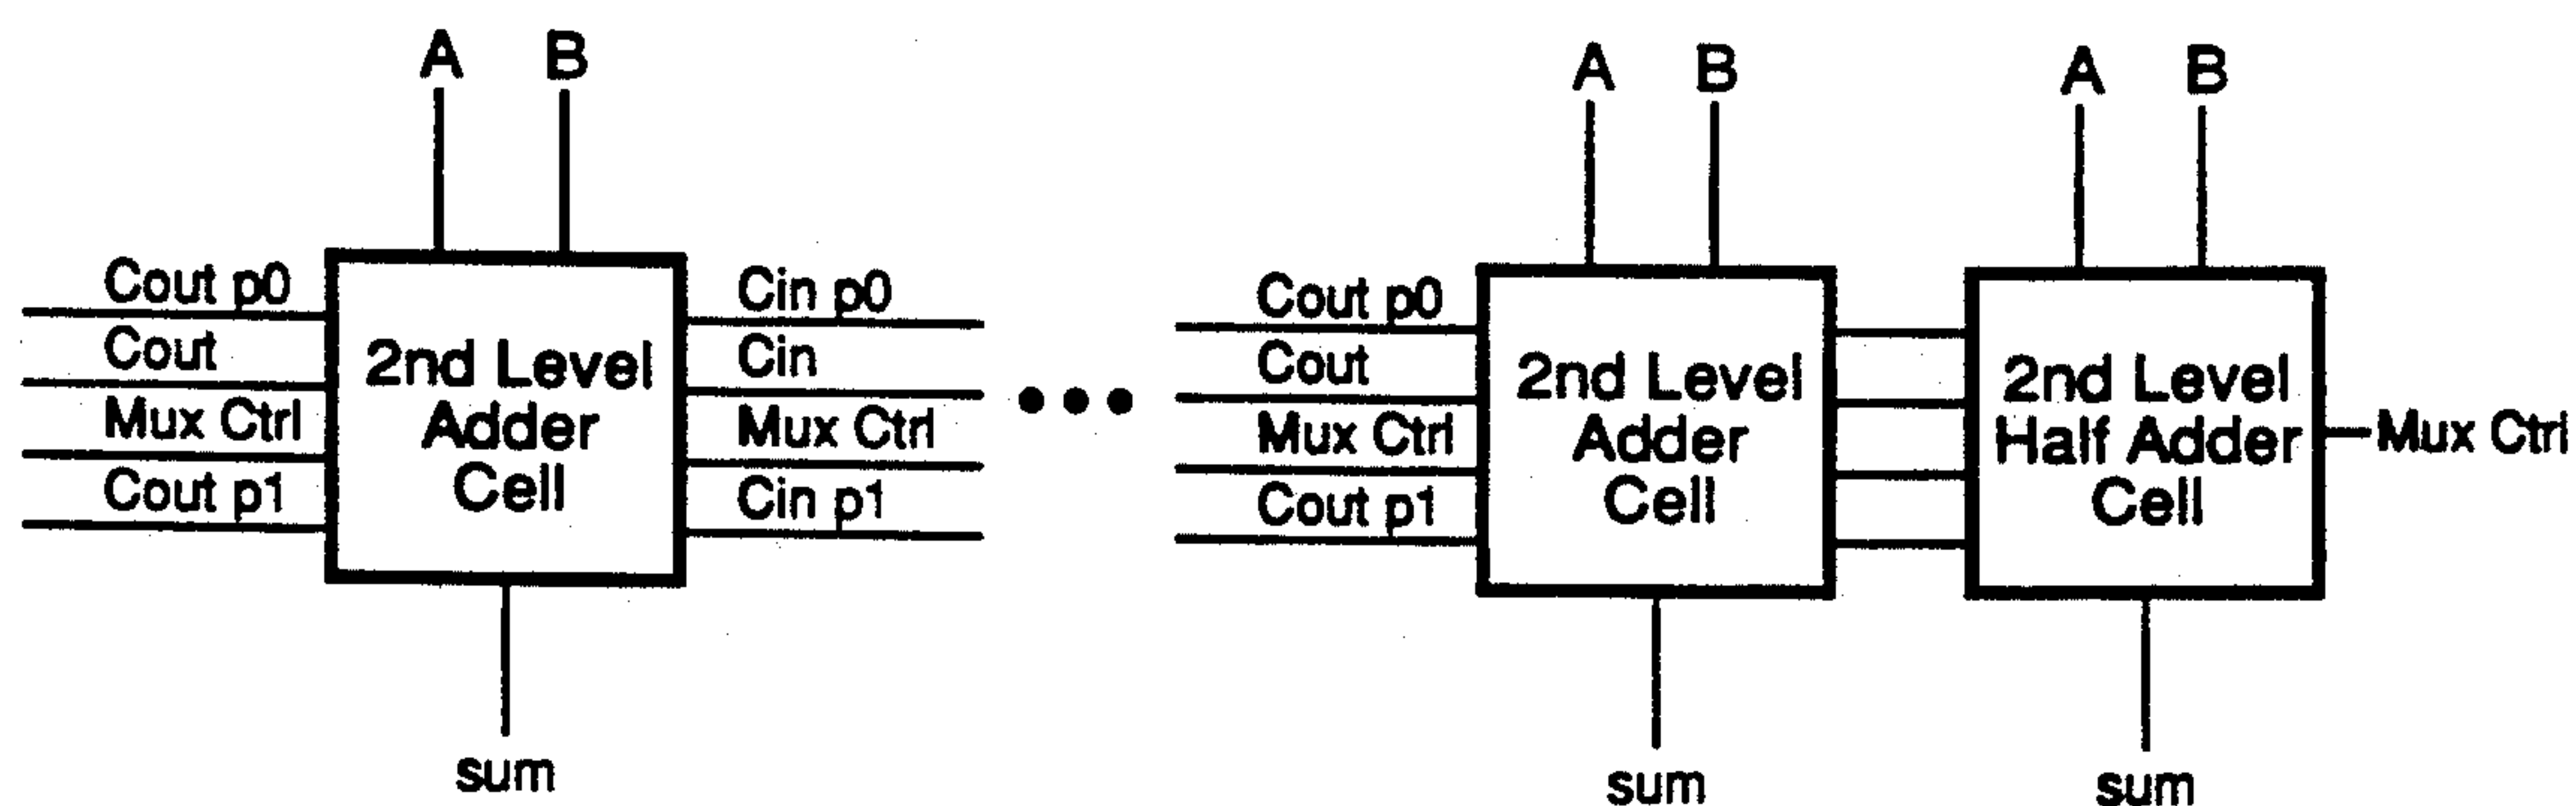 A B
A B
A B
Cout p0
Cout
Mux Ctrl
Cout p1
2nd Level
Adder
Cell
Cin p0
Cin
Mux Ctrl
Cin p1
Cout p0
Cout
Mux Ctrl
Cout p1
2nd Level
Adder
Cell
2nd Level
Half Adder
Cell
Mux Ctrl
sum
sum
sum